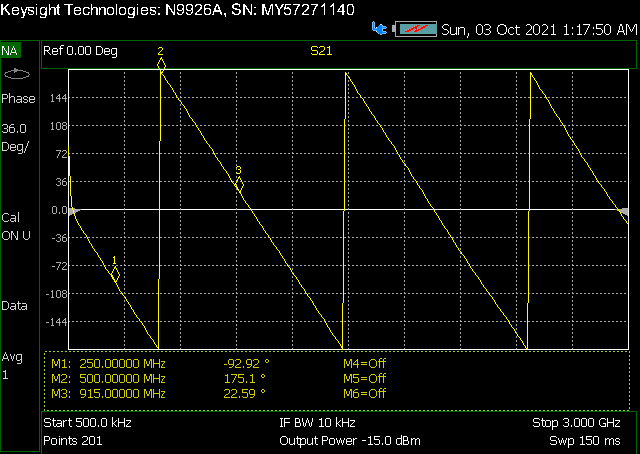 Keysight Technologies: N9926A, SN: MY57271140
Sun, 03 Oct 2021 1:17:50 AM
NA
Ref 0.00 Deg S21
Phase
36.0
Deg/
Cal
ON U
Data
Avg
1
2
3
1
144
108
72
36
0.0
-36
-72
-108
-144
M1: 250.00000 MHz -92.92 ° M4=Off
M2: 500.00000 MHz 175.1 ° M5=Off
M3: 915.00000 MHz 22.59 ° M6=Off
Start 500.0 kHz IF BW 10 kHz Stop 3.000 GHz
Points 201 Output Power -15.0 dBm Swp 150 ms